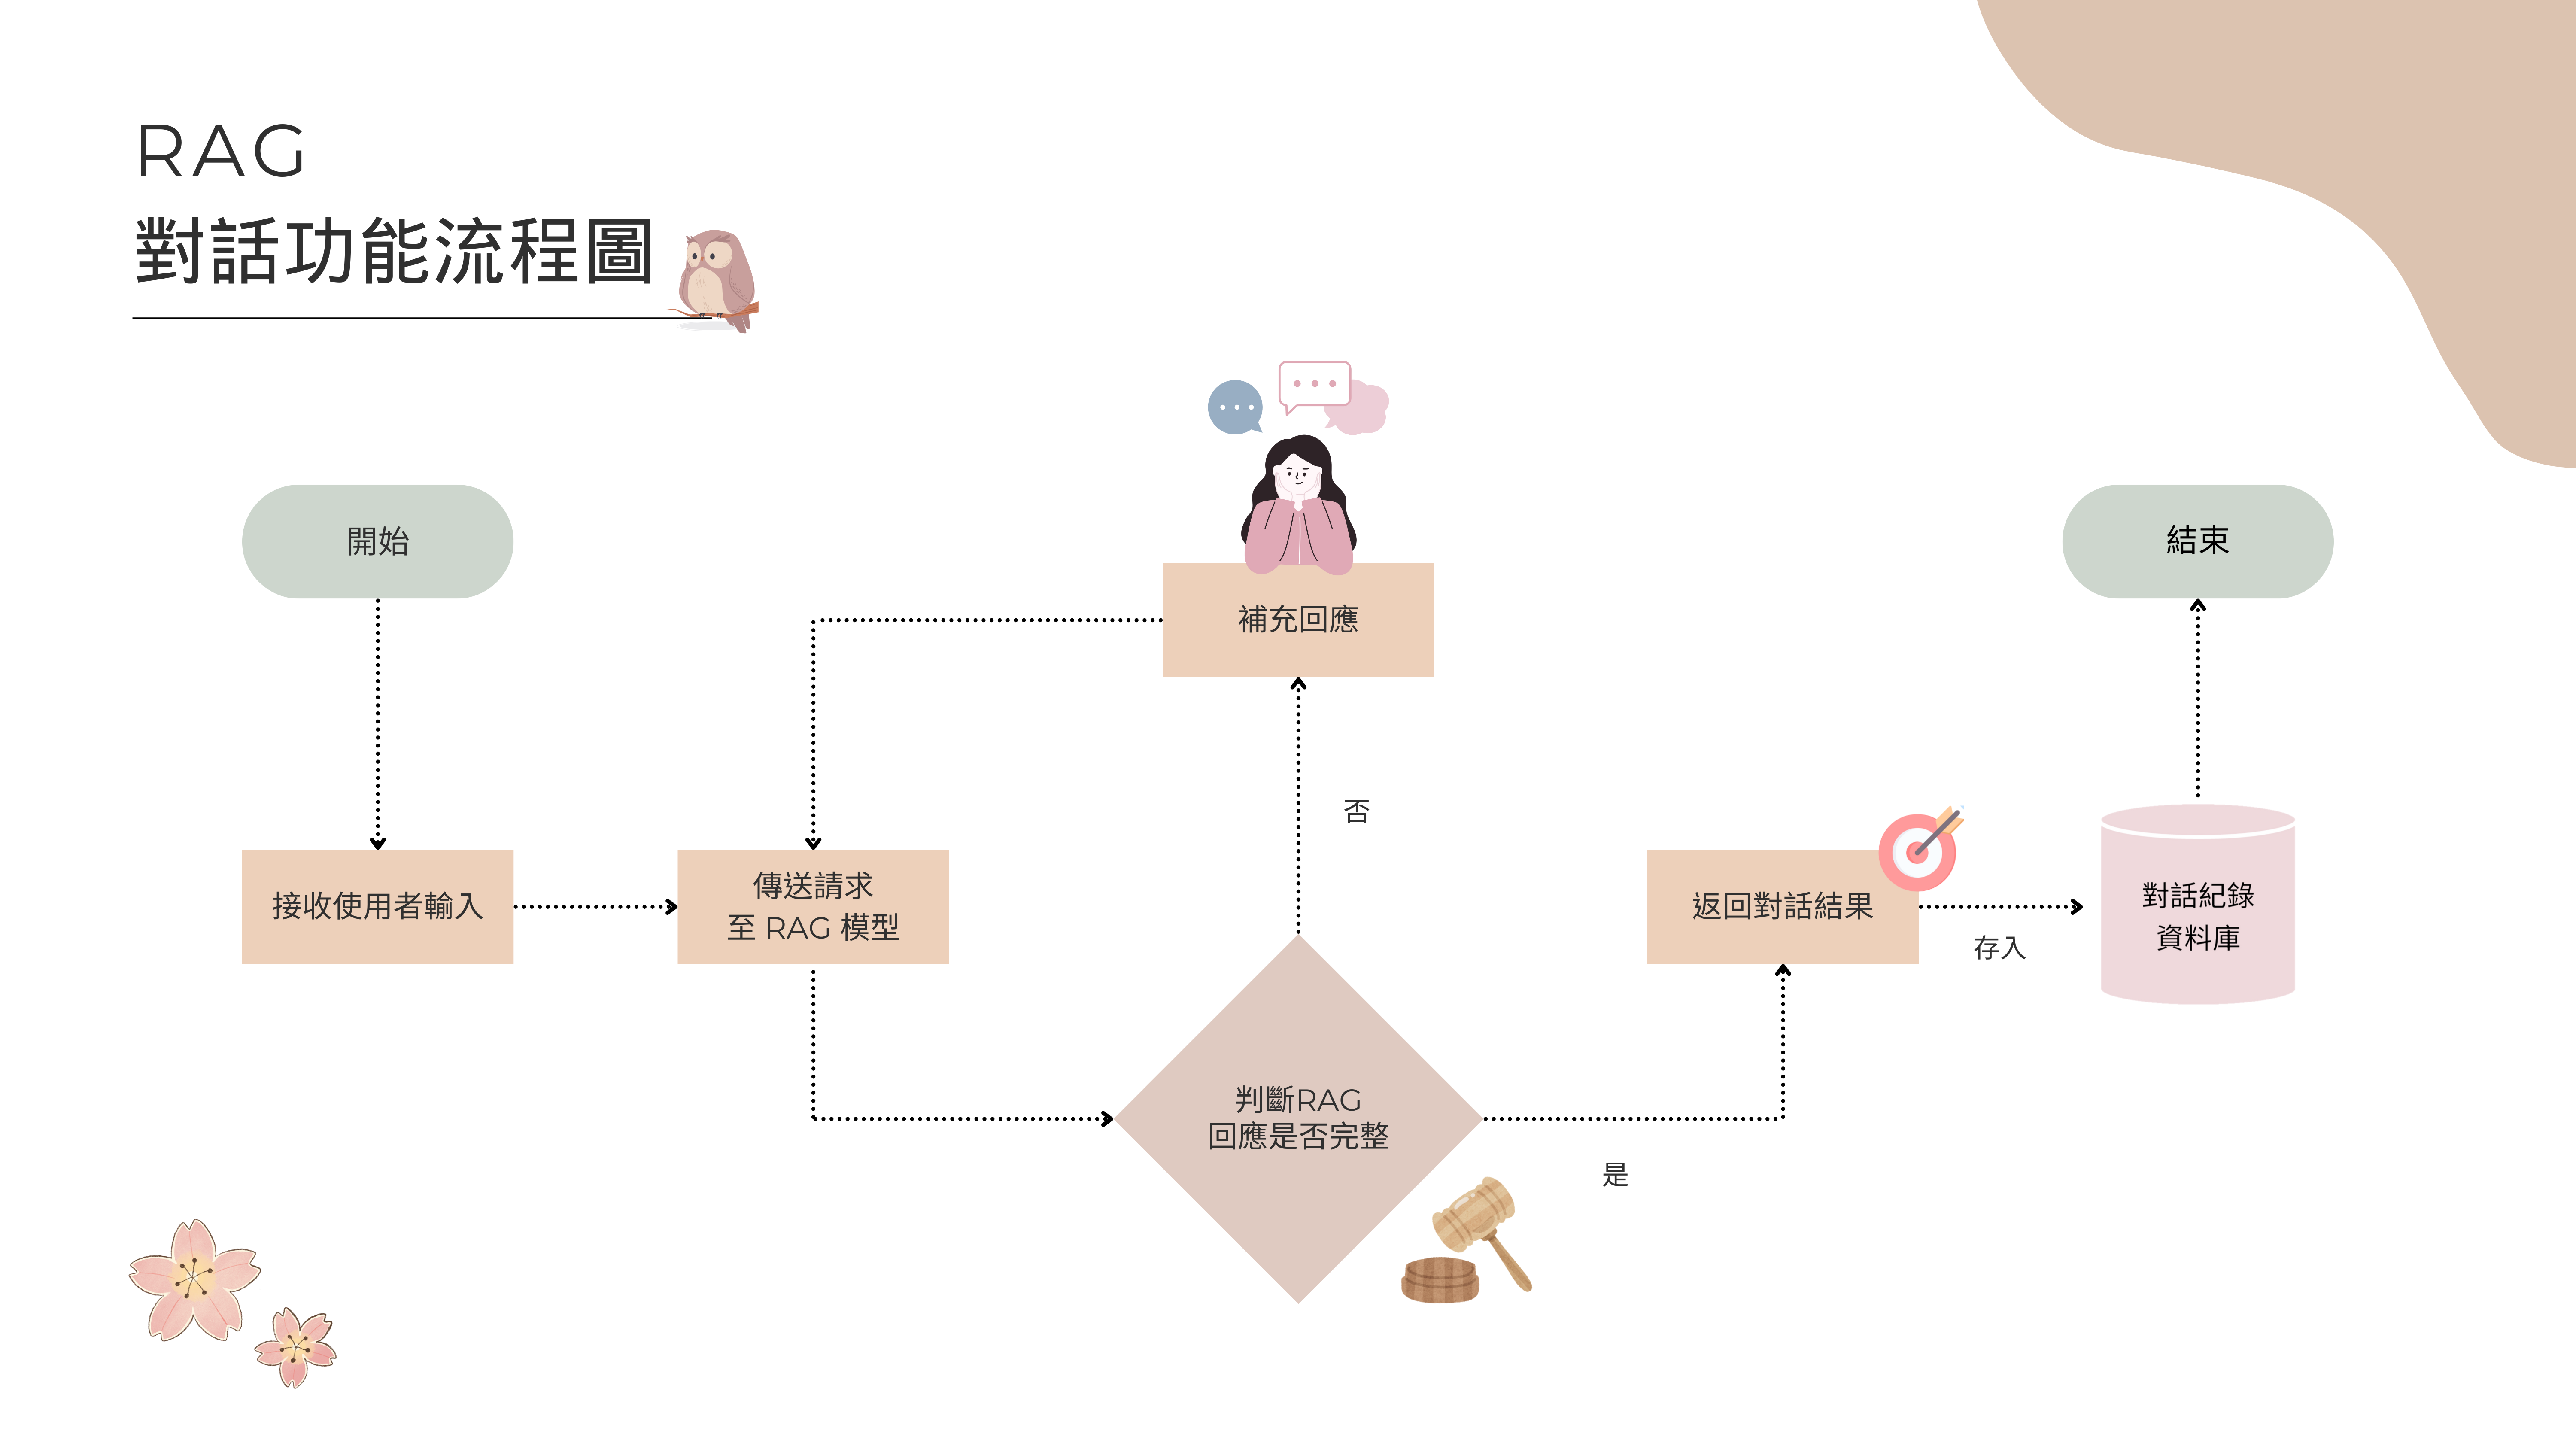 RAG
對話功能流程圖
開始
接收使用者輸入
傳送請求
至 RAG 模型
補充回應
否
判斷RAG
回應是否完整
是
返回對話結果
存入
對話紀錄
資料庫
結束